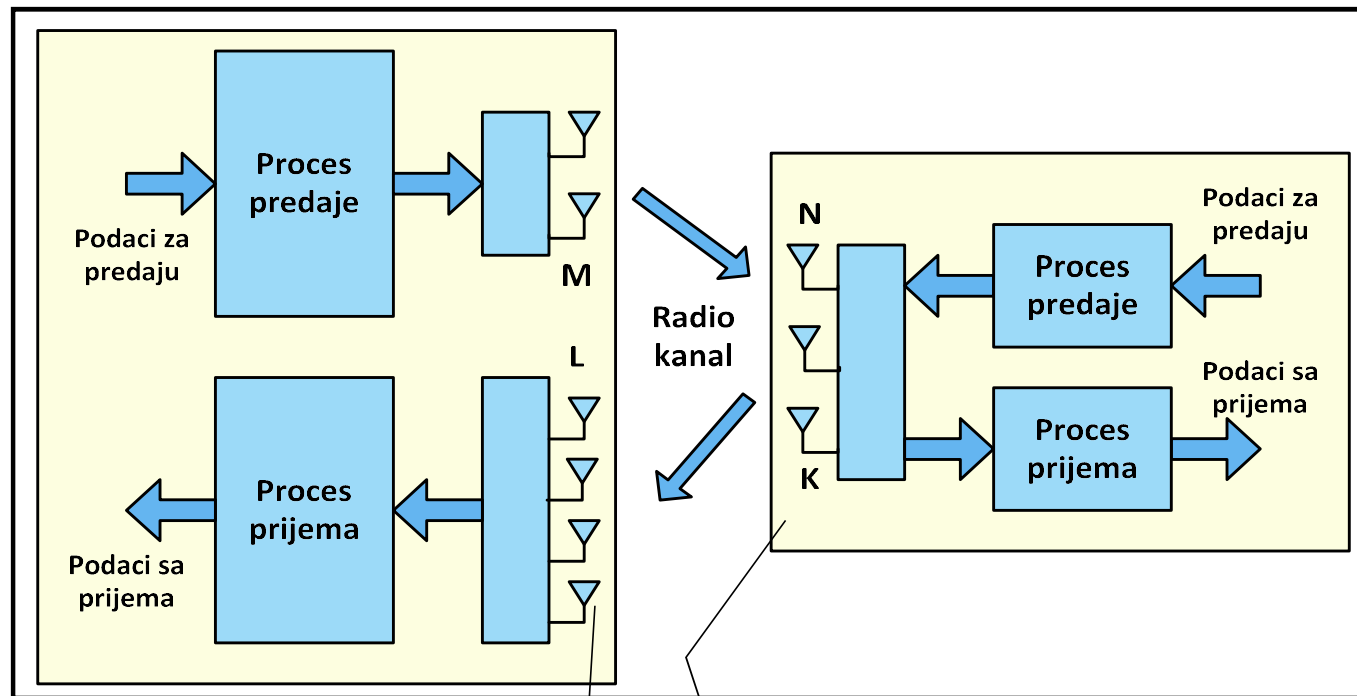 Proces
predaje
Podaci za
predaju
M
L
Proces
prijema
Podaci sa
prijema
Radio
kanal
N
K
Proces
predaje
Podaci za
predaju
Proces
prijema
Podaci sa
prijema